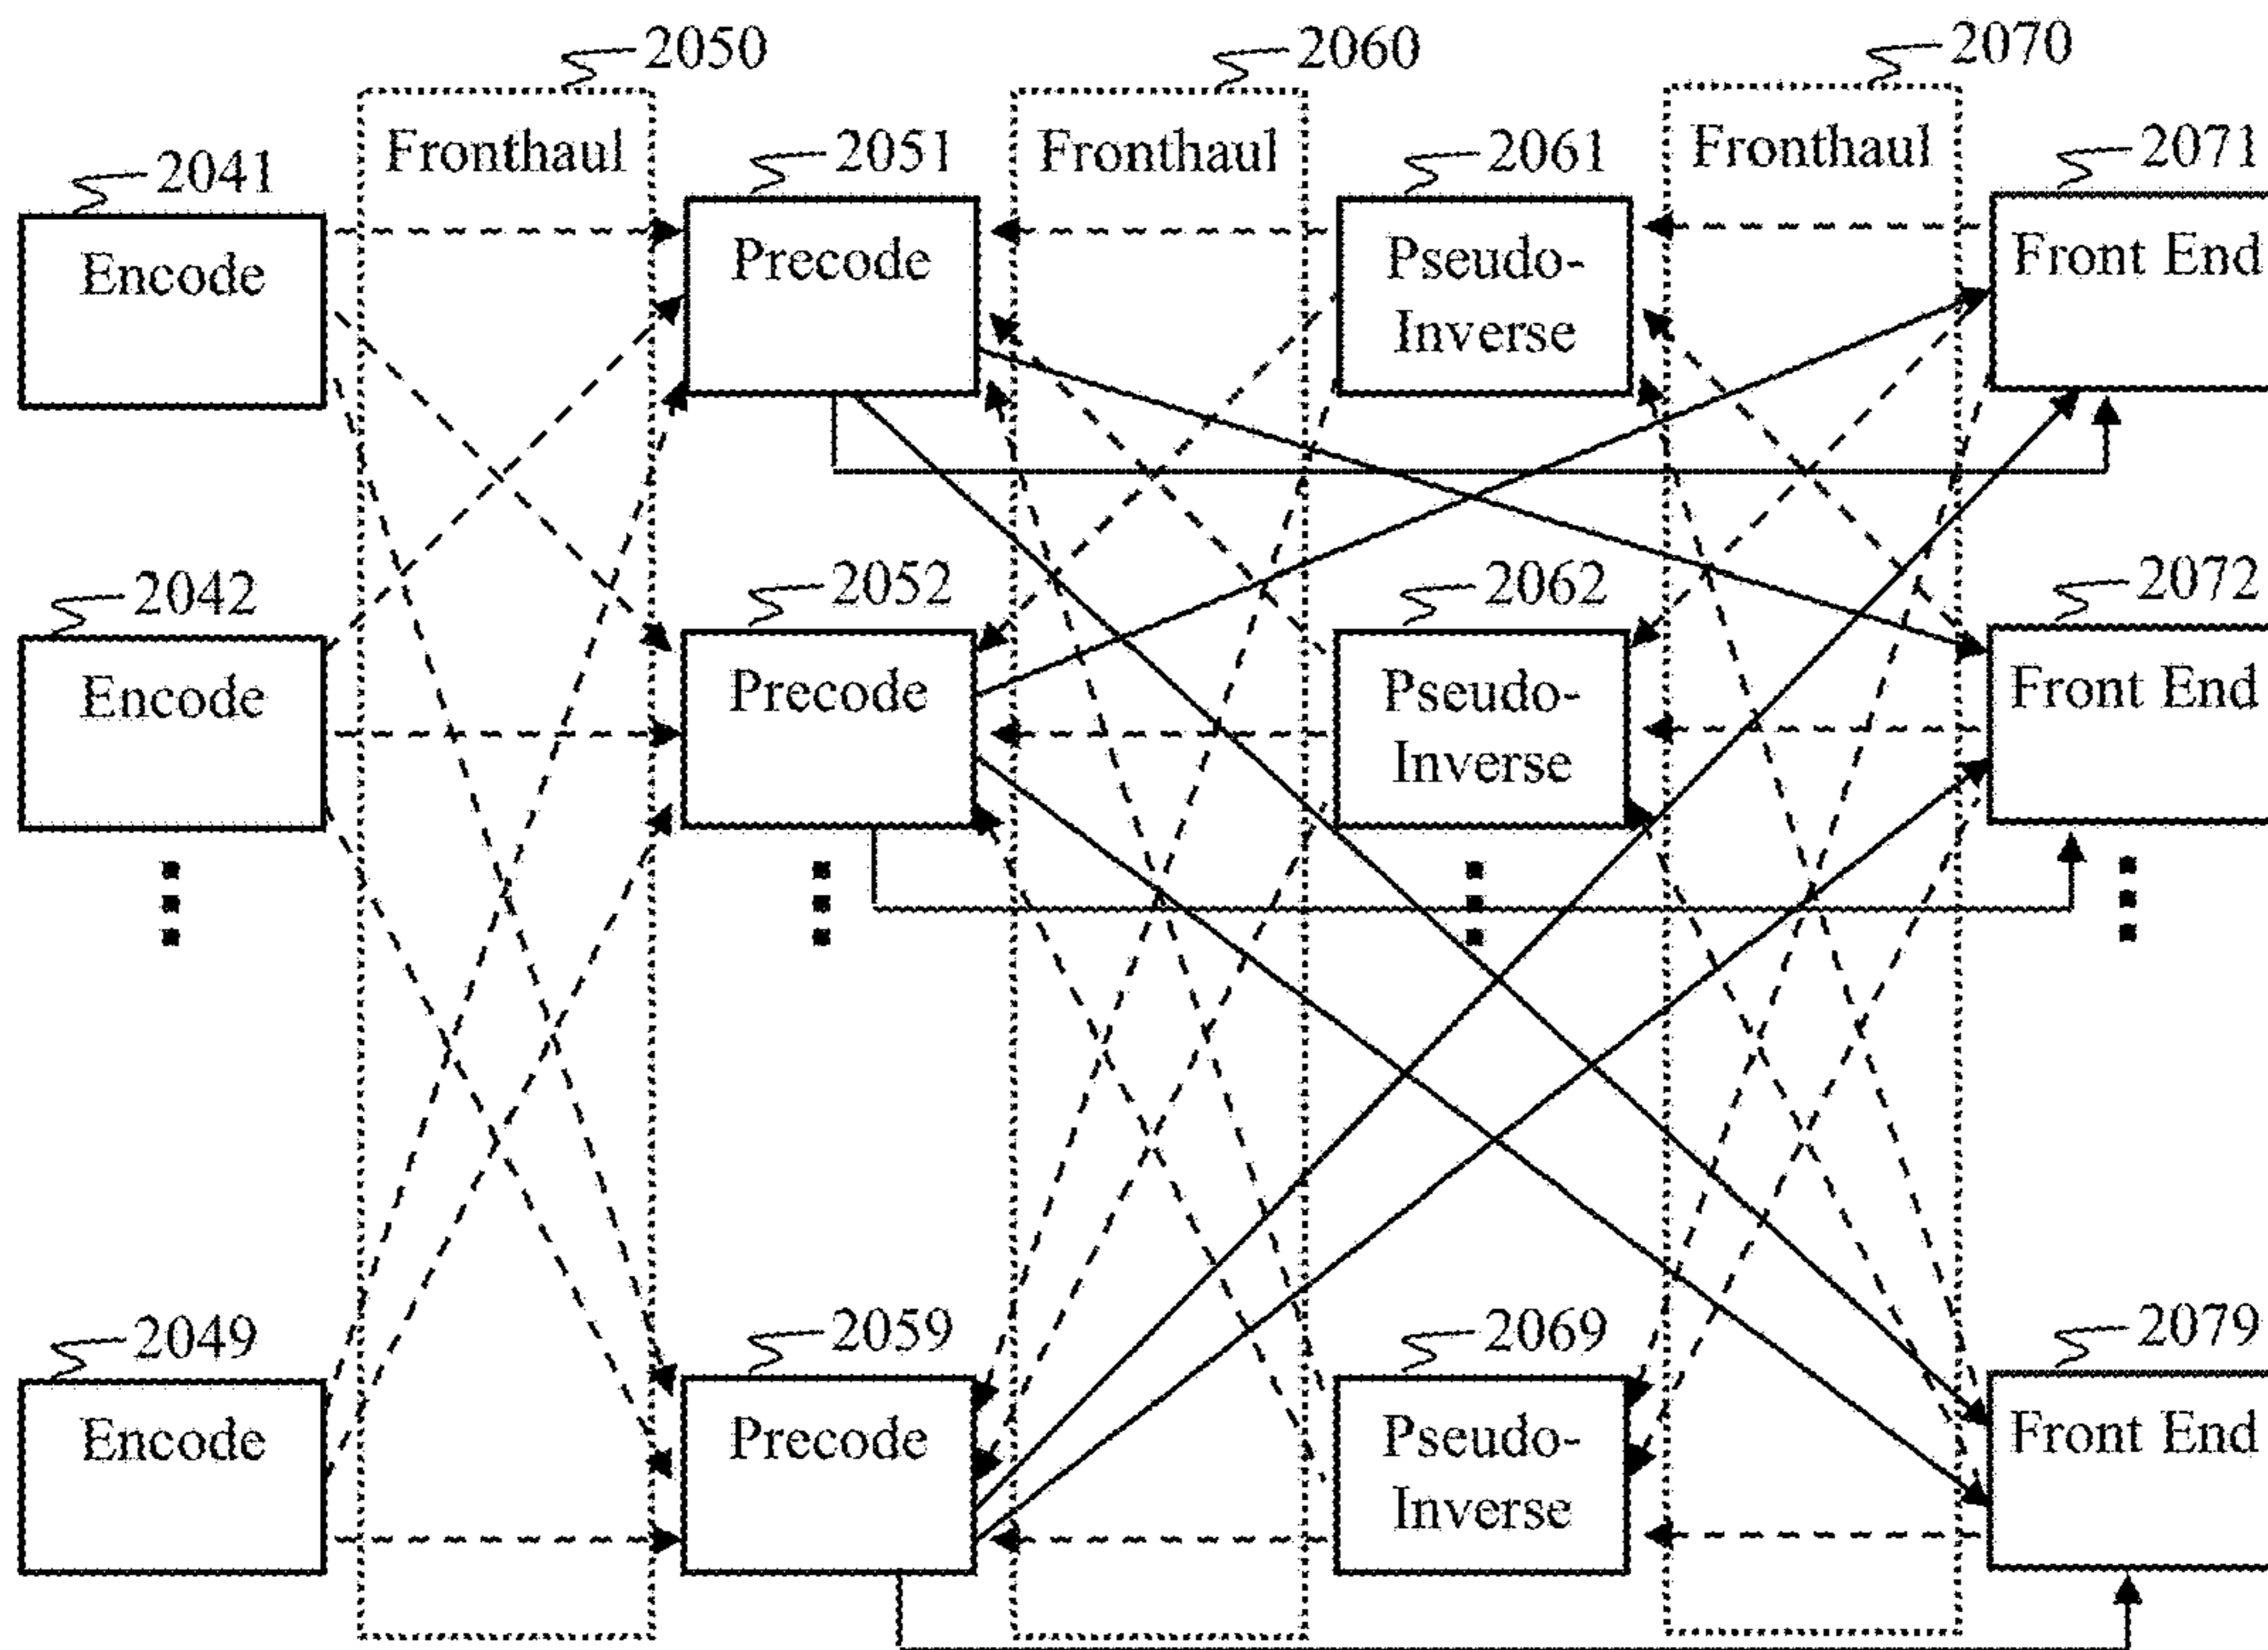 2050
2060
2070
Fronthaul
Fronthaul
Fronthaul
2041
2051
2061
2071
Encode
Precode
Pseudo-
Inverse
Front End
2042
2052
2062
2072
Encode
Precode
Pseudo-
Inverse
Front End
2049
2059
2069
2079
Encode
Precode
Pseudo-
Inverse
Front End